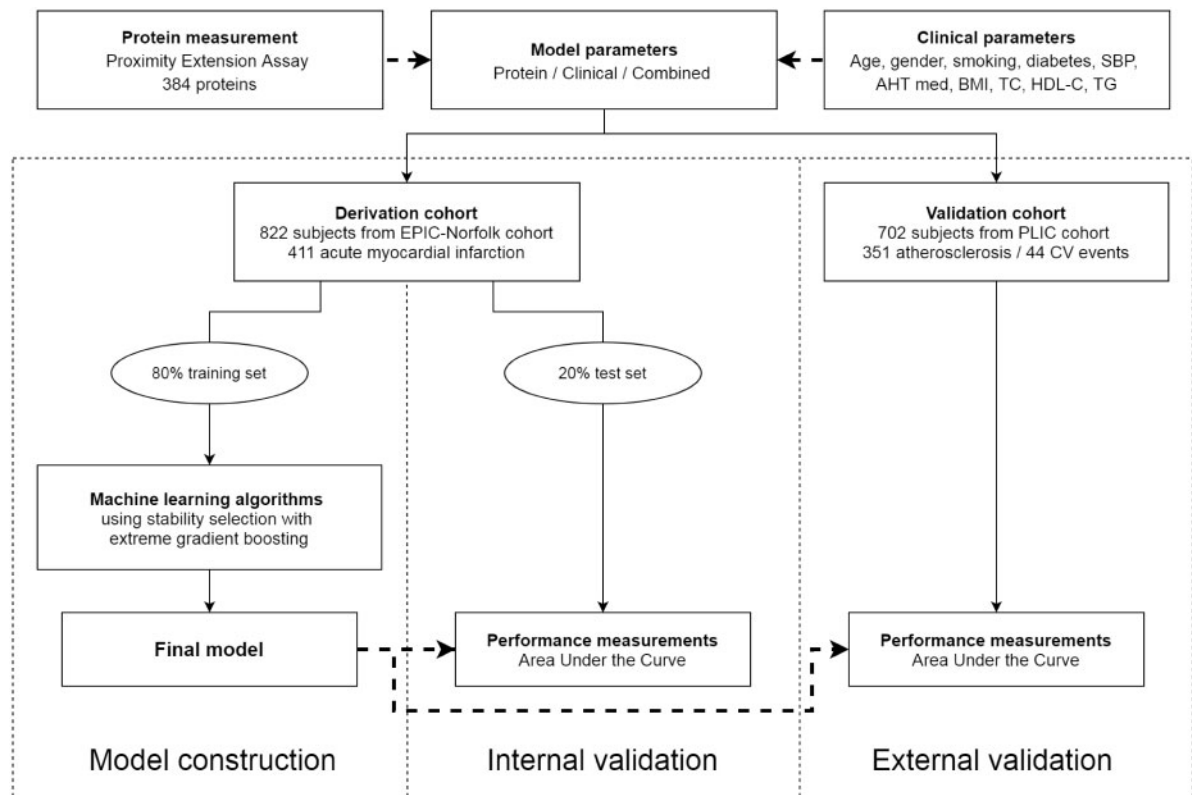 Protein measurement
Proximity Extension Assay
384 proteins
Model parameters
Protein / Clinical / Combined
Clinical parameters
Age, gender, smoking, diabetes, SBP,
AHT med, BMI, TC, HDL-C, TG
Derivation cohort
822 subjects from EPIC-Norfolk cohort
411 acute myocardial infarction
Validation cohort
702 subjects from PLIC cohort
351 atherosclerosis / 44 CV events
80% training set
20% test set
Machine learning algorithms
using stability selection with
extreme gradient boosting
Final model
Performance measurements
Area Under the Curve
Performance measurements
Area Under the Curve
Model construction
Internal validation
External validation